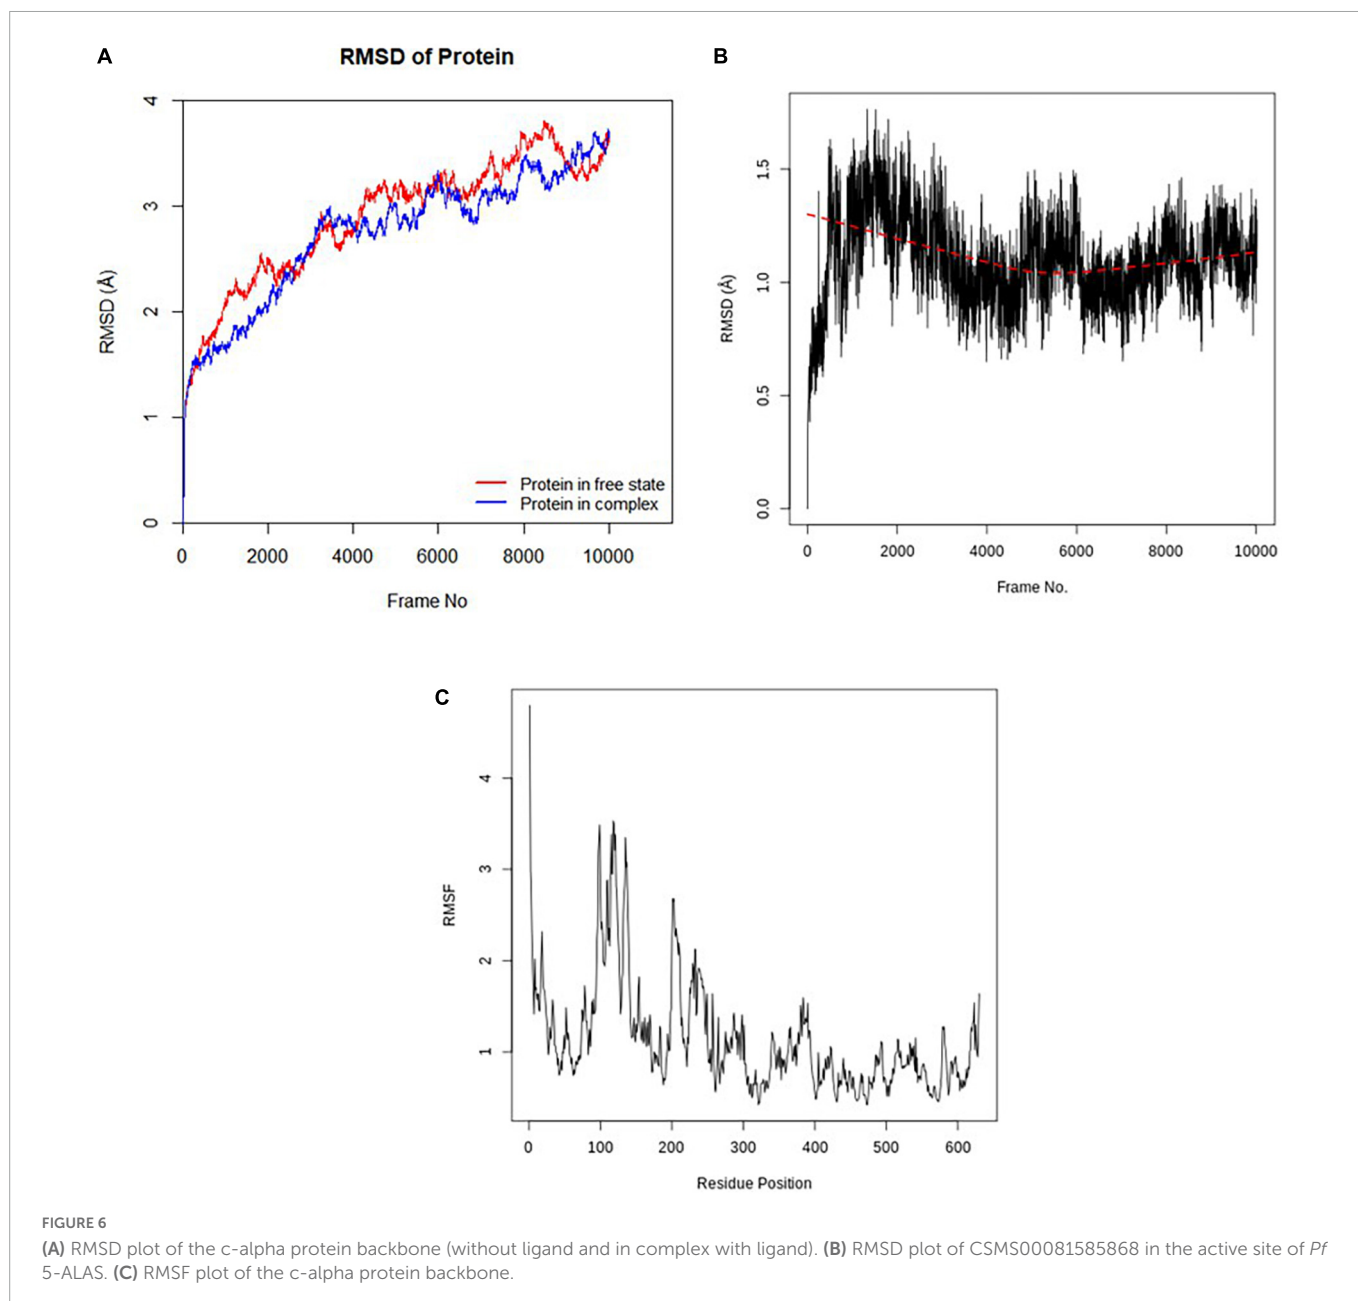 A
RMSD of Protein
4
3
2
1
0
RMSD (Å)
Protein in free state
Protein in complex
0 2000 4000 6000 8000 10000
Frame No
B
1.5
1.0
0.5
0.0
RMSD (Å)
0 2000 4000 6000 8000 10000
Frame No.
C
4
3
2
1
RMSF
0 100 200 300 400 500 600
Residue Position
FIGURE 6
(A) RMSD plot of the c-alpha protein backbone (without ligand and in complex with ligand). (B) RMSD plot of CSMS00081585868 in the active site of Pf
5-ALAS. (C) RMSF plot of the c-alpha protein backbone.